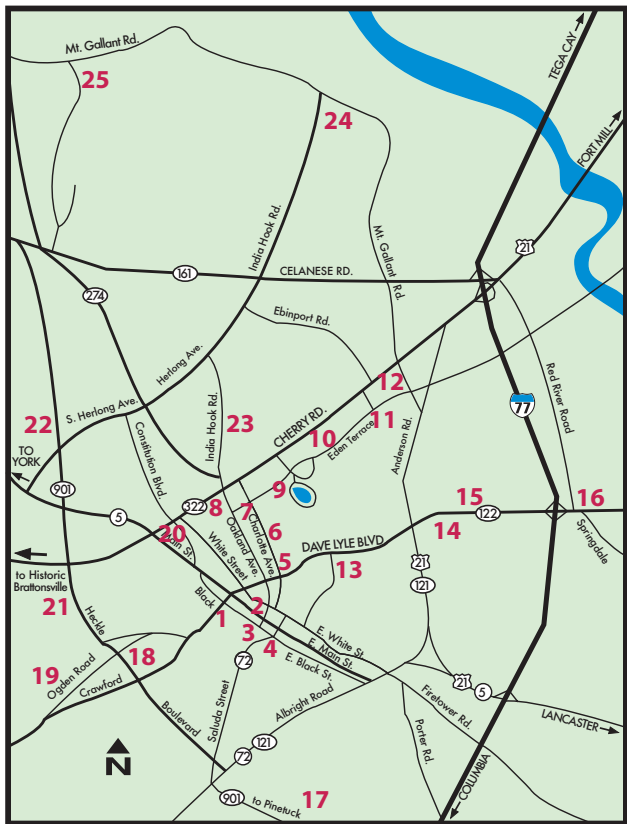 Mt. Gallant Rd.
TEGA CAY
25
24
FORT MILL
21
India Hook Rd.
Mt. Gallant Rd.
161
CELANESE RD.
274
Ebinport Rd.
Red River Road
Herlong Ave.
12
77
S. Herlong Ave.
CHERRY RD.
11
22
23
10
Eden Terrace
Anderson Rd.
Constitution Blvd.
India Hook Rd.
TO
YORK
901
9
15
16
322
8
7
122
5
20
6
14
Main St.
White Street
Oakland Ave.
Charlotte Ave.
DAVE LYLE BLVD
Springdale
5
13
21
121
to Historic
Brattonsville
21
Black
2
1
3
4
E. White St.
E. Main St.
Heckle
18
72
E. Black St.
19
Ogden Road
Crawford
21
5
LANCASTER
Saluda Street
Albright Road
Firetower Rd.
Boulevard
Porter Rd.
N
121
72
COLUMBIA
901
to Pinetuck
17